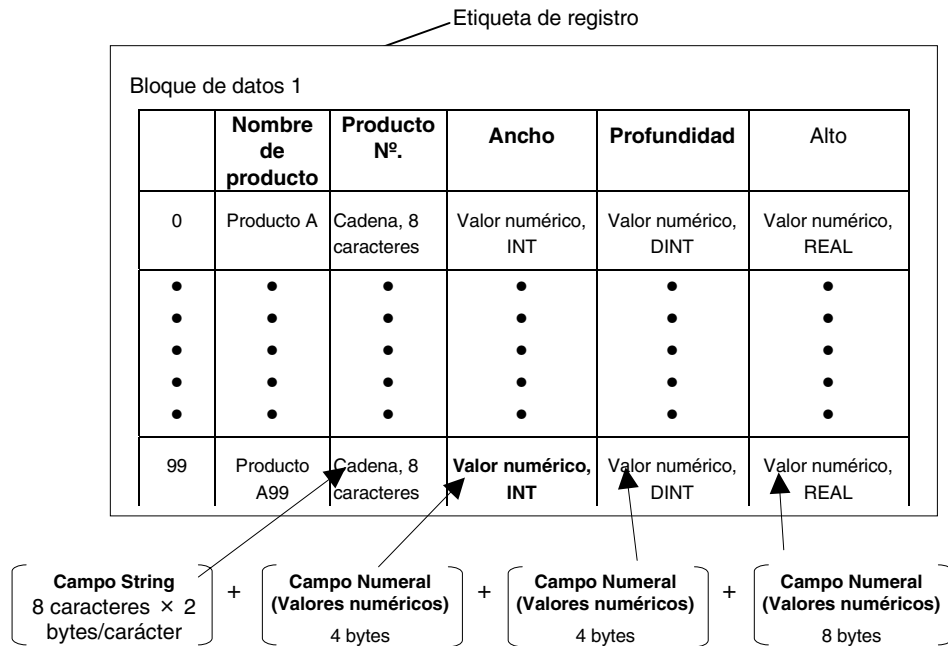 Etiqueta de registro
Bloque de datos 1
Nombre de producto
Producto Nº.
Ancho
Profundidad
Alto
0
Producto A
Cadena, 8 caracteres
Valor numérico, INT
Valor numérico, DINT
Valor numérico, REAL
99
Producto A99
Cadena, 8 caracteres
Valor numérico, INT
Valor numérico, DINT
Valor numérico, REAL
Campo String
8 caracteres × 2
bytes/carácter
+
Campo Numeral
(Valores numéricos)
4 bytes
+
Campo Numeral
(Valores numéricos)
4 bytes
+
Campo Numeral
(Valores numéricos)
8 bytes